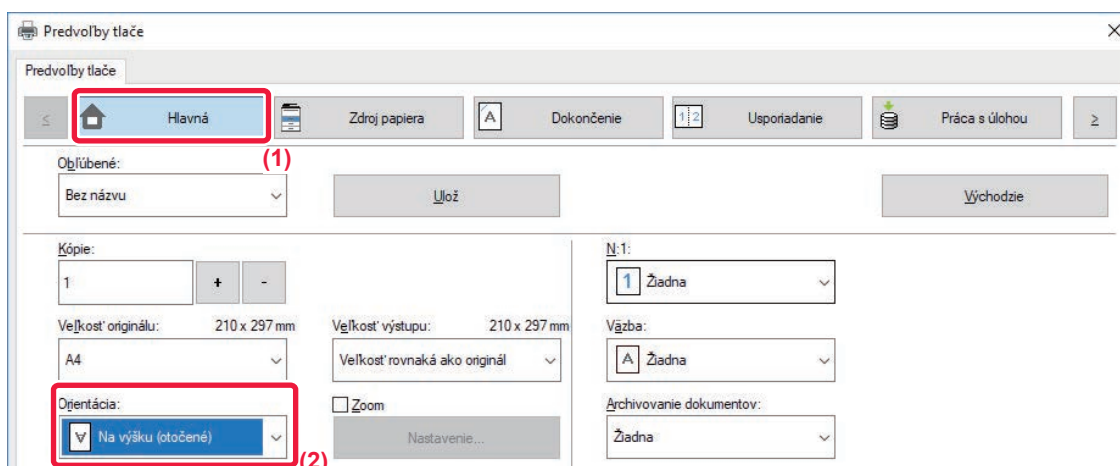 Predvoľby tlače
Predvoľby tlače
<
Hlavná
Zdroj papiera
A
Dokončenie
1 2
Usporiadanie
Práca s úlohou
>
(1)
Obľúbené:
Bez názvu
Ulož
Východzie
Kópie:
N:1:
1
+
-
1
Žiadna
Veľkosť originálu:
210 x 297 mm
Veľkosť výstupu:
210 x 297 mm
Väzba:
A4
Veľkosť rovnaká ako originál
A
Žiadna
Orientácia:
Zoom
Archivovanie dokumentov:
A
Na výšku (otočené)
Nastavenie...
Žiadna
(2)